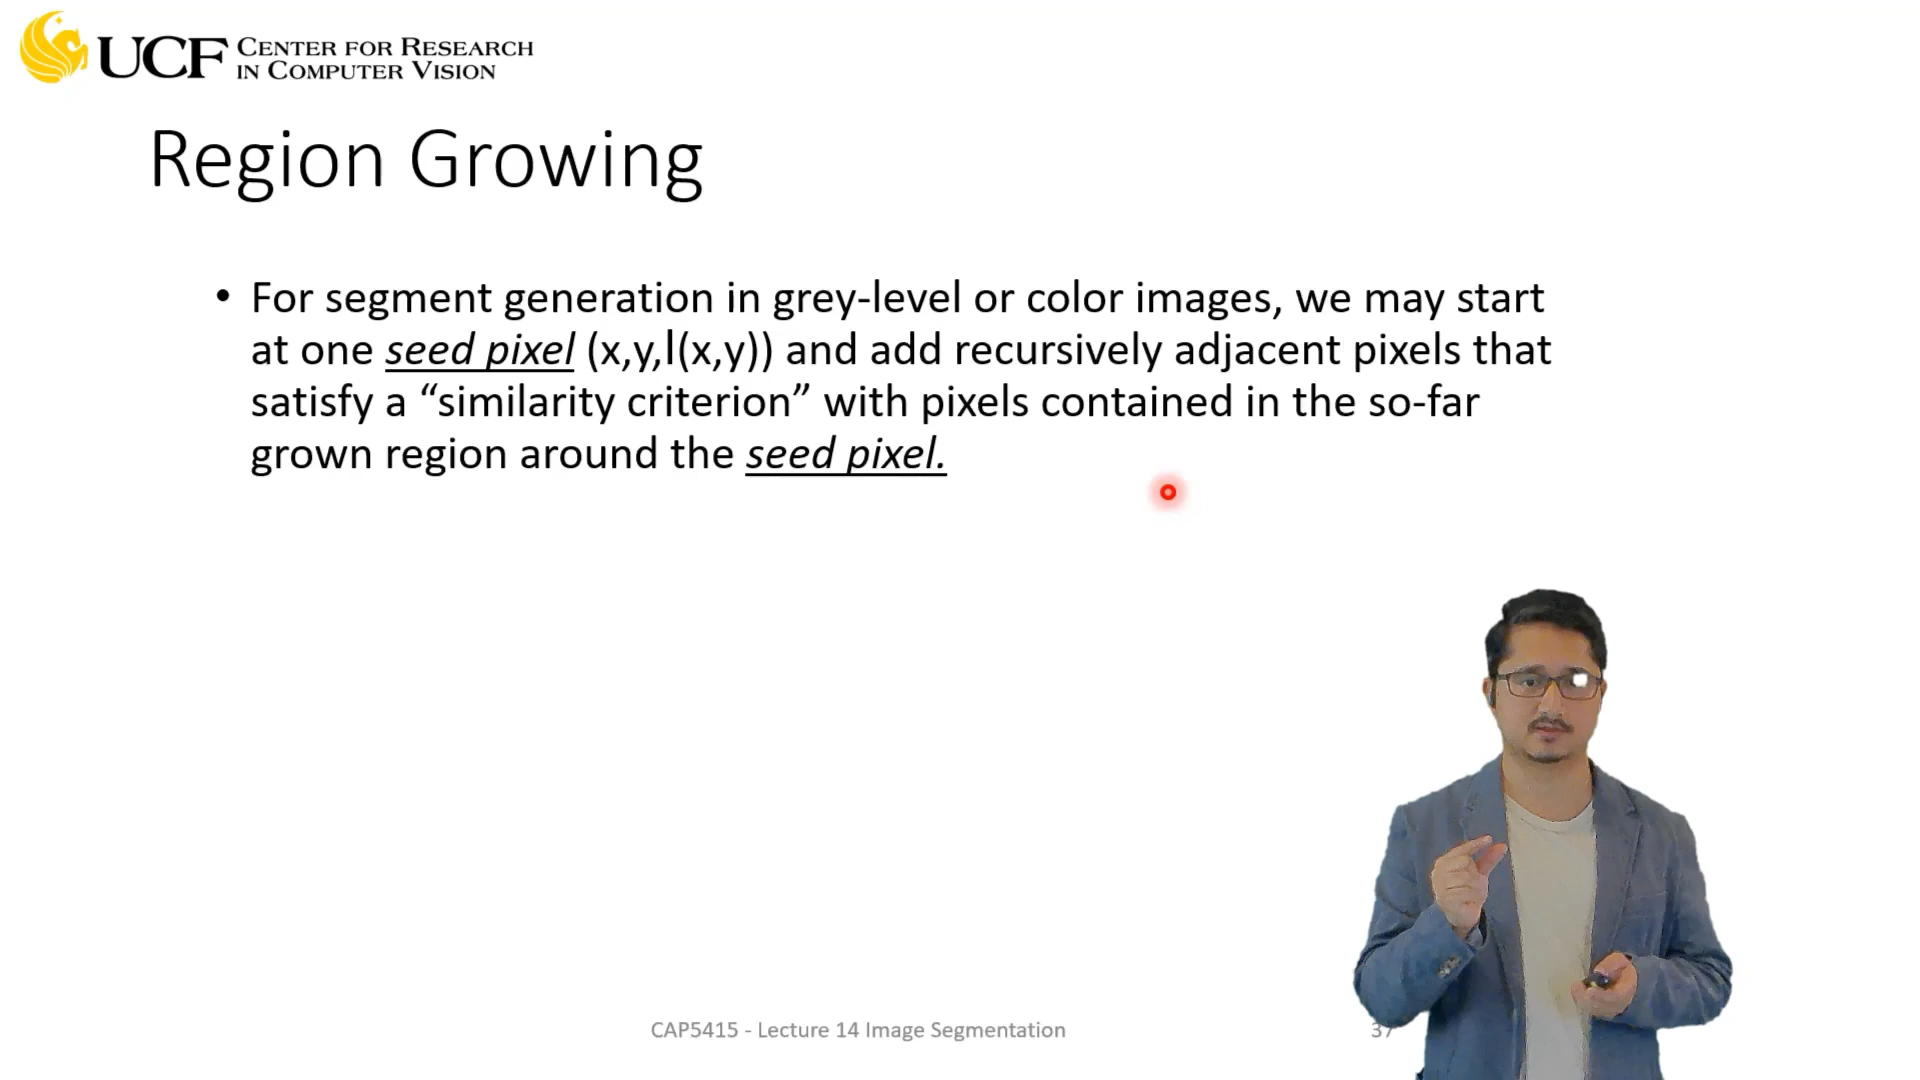 UCF CENTER FOR RESEARCH
IN COMPUTER VISION
Region Growing
• For segment generation in grey-level or color images, we may start
at one seed pixel (x,y,I(x,y)) and add recursively adjacent pixels that
satisfy a “similarity criterion” with pixels contained in the so-far
grown region around the seed pixel.
CAP5415 - Lecture 14 Image Segmentation
37